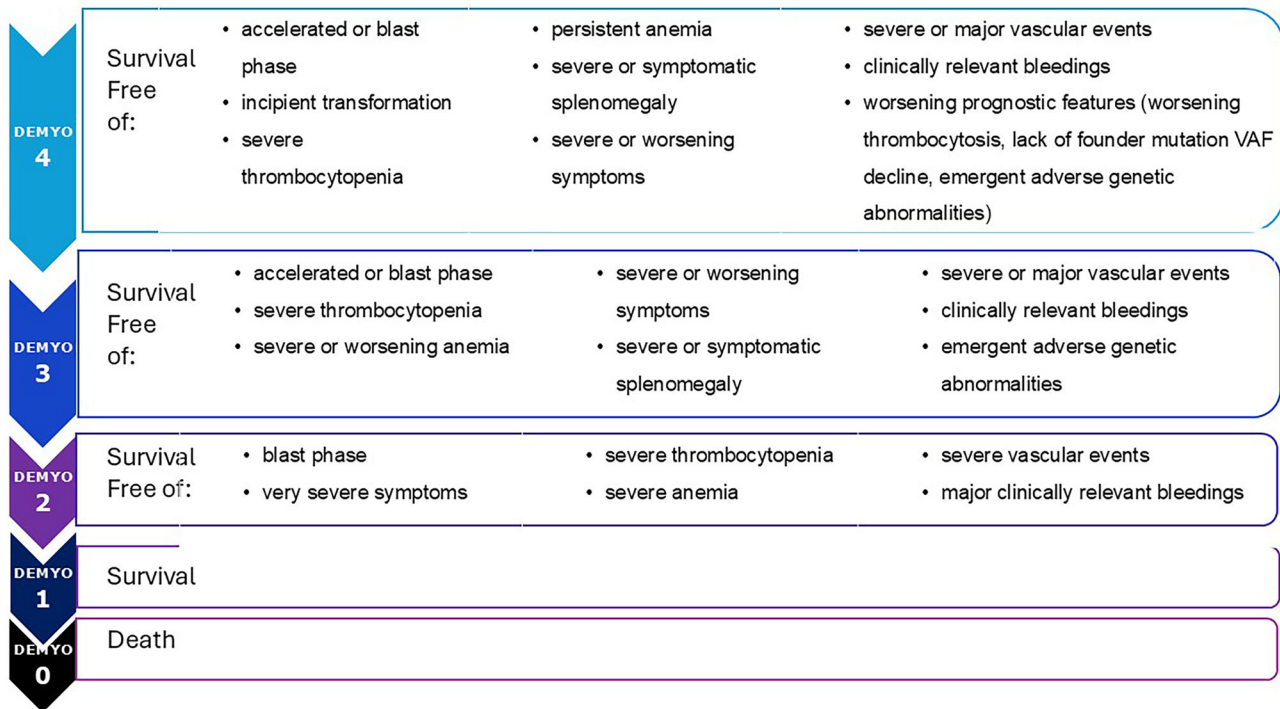 DEMYO
4
Survival
Free
of:
• accelerated or blast
phase
• incipient transformation
• severe
thrombocytopenia
• persistent anemia
• severe or symptomatic
splenomegaly
• severe or worsening
symptoms
• severe or major vascular events
• clinically relevant bleedings
• worsening prognostic features (worsening
thrombocytosis, lack of founder mutation VAF
decline, emergent adverse genetic
abnormalities)
DEMYO
3
Survival
Free
of:
• accelerated or blast phase
• severe thrombocytopenia
• severe or worsening anemia
• severe or worsening
symptoms
• severe or symptomatic
splenomegaly
• severe or major vascular events
• clinically relevant bleedings
• emergent adverse genetic
abnormalities
DEMYO
2
Survival
Free of:
• blast phase
• very severe symptoms
• severe thrombocytopenia
• severe anemia
• severe vascular events
• major clinically relevant bleedings
DEMYO
1
Survival
DEMYO
0
Death